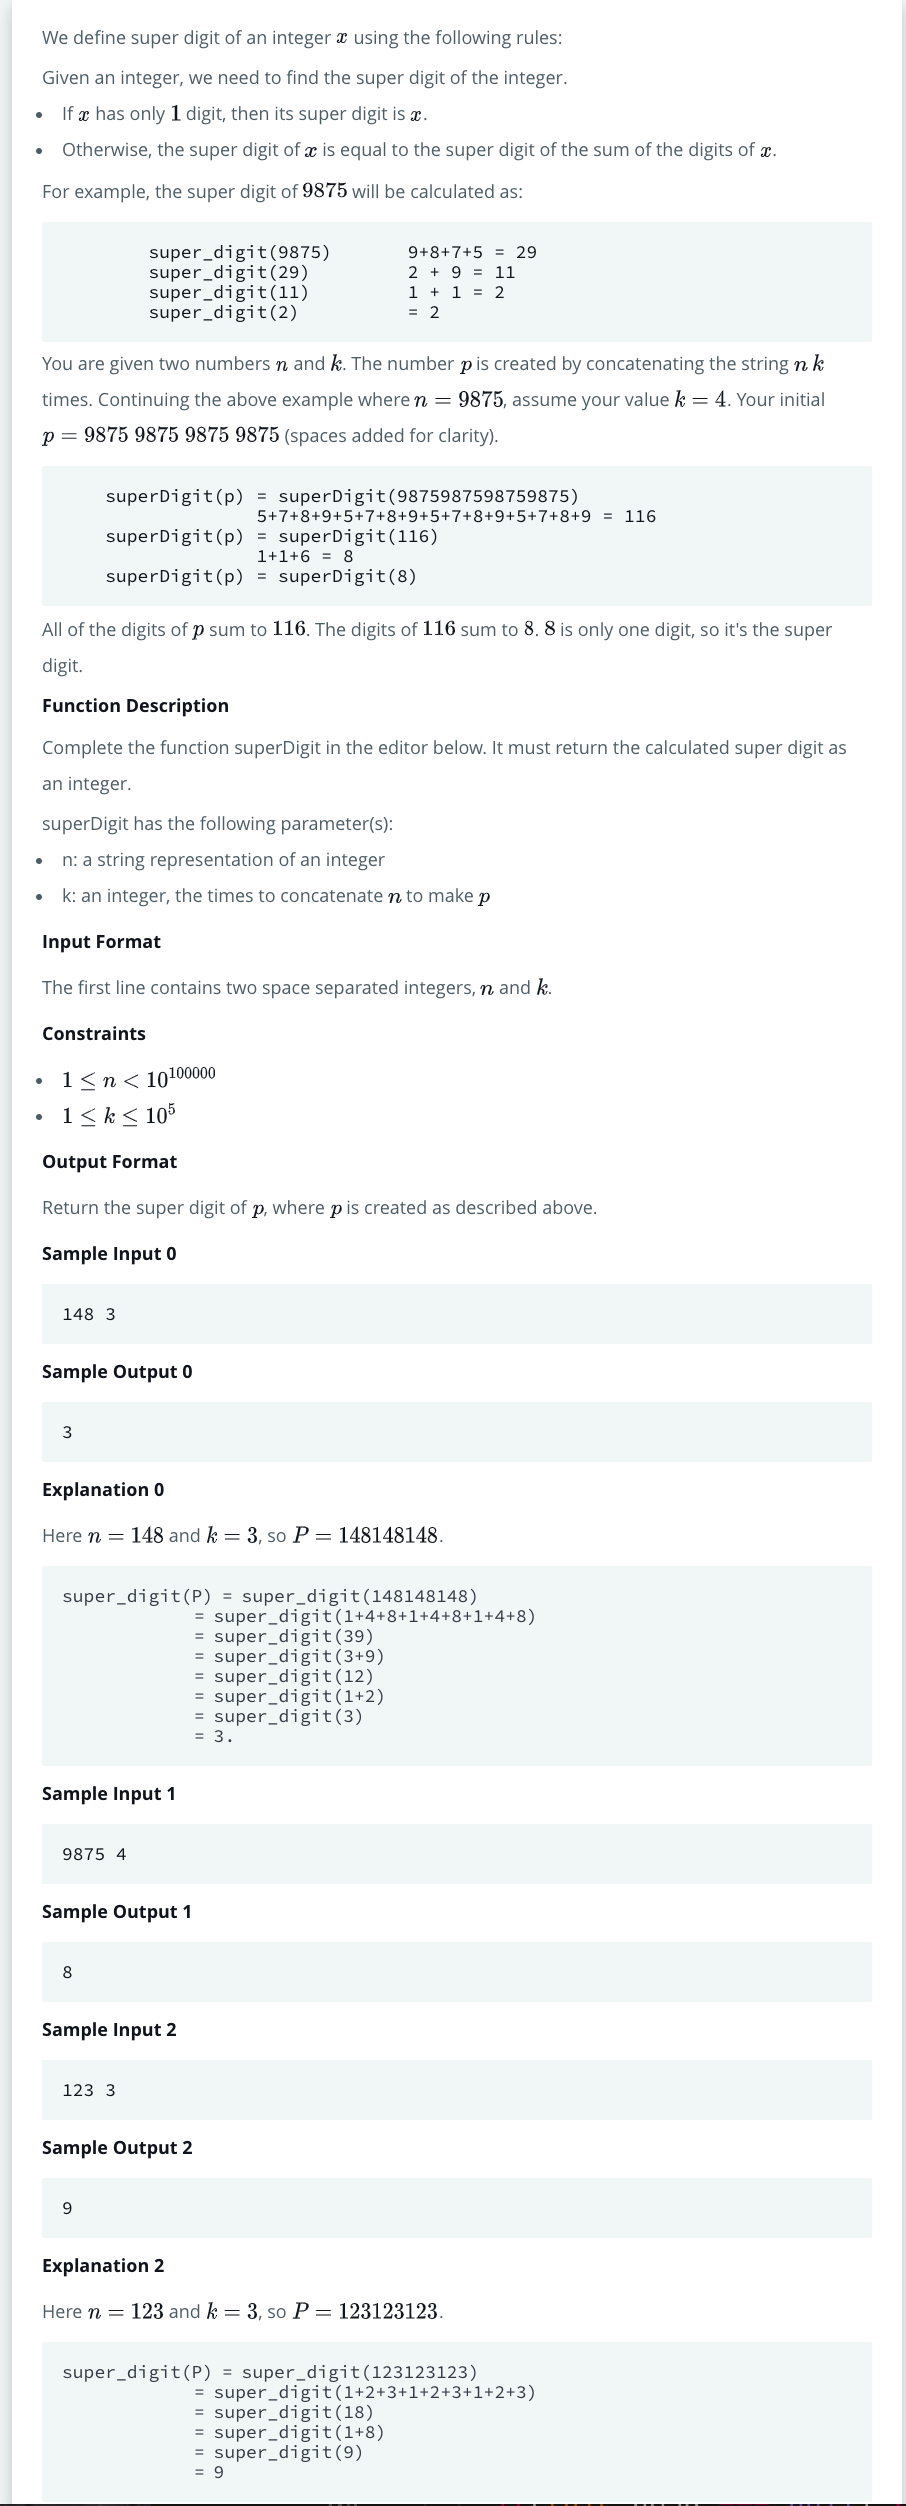 We define super digit of an integer x using the following rules:
Given an integer, we need to find the super digit of the integer.
• If x has only 1 digit, then its super digit is x.
• Otherwise, the super digit of x is equal to the super digit of the sum of the digits of x.
For example, the super digit of 9875 will be calculated as:
super_digit(9875) 9+8+7+5 = 29
super_digit(29) 2 + 9 = 11
super_digit(11) 1 + 1 = 2
super_digit(2) = 2
You are given two numbers n and k. The number p is created by concatenating the string n k
times. Continuing the above example where n = 9875, assume your value k = 4. Your initial
p = 9875 9875 9875 9875 (spaces added for clarity).
superDigit(p) = superDigit(9875987598759875)
5+7+8+9+5+7+8+9+5+7+8+9+5+7+8+9 = 116
superDigit(p) = superDigit(116)
1+1+6 = 8
superDigit(p) = superDigit(8)
All of the digits of p sum to 116. The digits of 116 sum to 8. 8 is only one digit, so it's the super
digit.
Function Description
Complete the function superDigit in the editor below. It must return the calculated super digit as
an integer.
superDigit has the following parameter(s):
• n: a string representation of an integer
• k: an integer, the times to concatenate n to make p
Input Format
The first line contains two space separated integers, n and k.
Constraints
• 1 ≤ n < 10^100000
• 1 ≤ k ≤ 10^5
Output Format
Return the super digit of p, where p is created as described above.
Sample Input 0
148 3
Sample Output 0
3
Explanation 0
Here n = 148 and k = 3, so P = 148148148.
super_digit(P) = super_digit(148148148)
= super_digit(1+4+8+1+4+8+1+4+8)
= super_digit(39)
= super_digit(3+9)
= super_digit(12)
= super_digit(1+2)
= super_digit(3)
= 3.
Sample Input 1
9875 4
Sample Output 1
8
Sample Input 2
123 3
Sample Output 2
9
Explanation 2
Here n = 123 and k = 3, so P = 123123123.
super_digit(P) = super_digit(123123123)
= super_digit(1+2+3+1+2+3+1+2+3)
= super_digit(18)
= super_digit(1+8)
= super_digit(9)
= 9